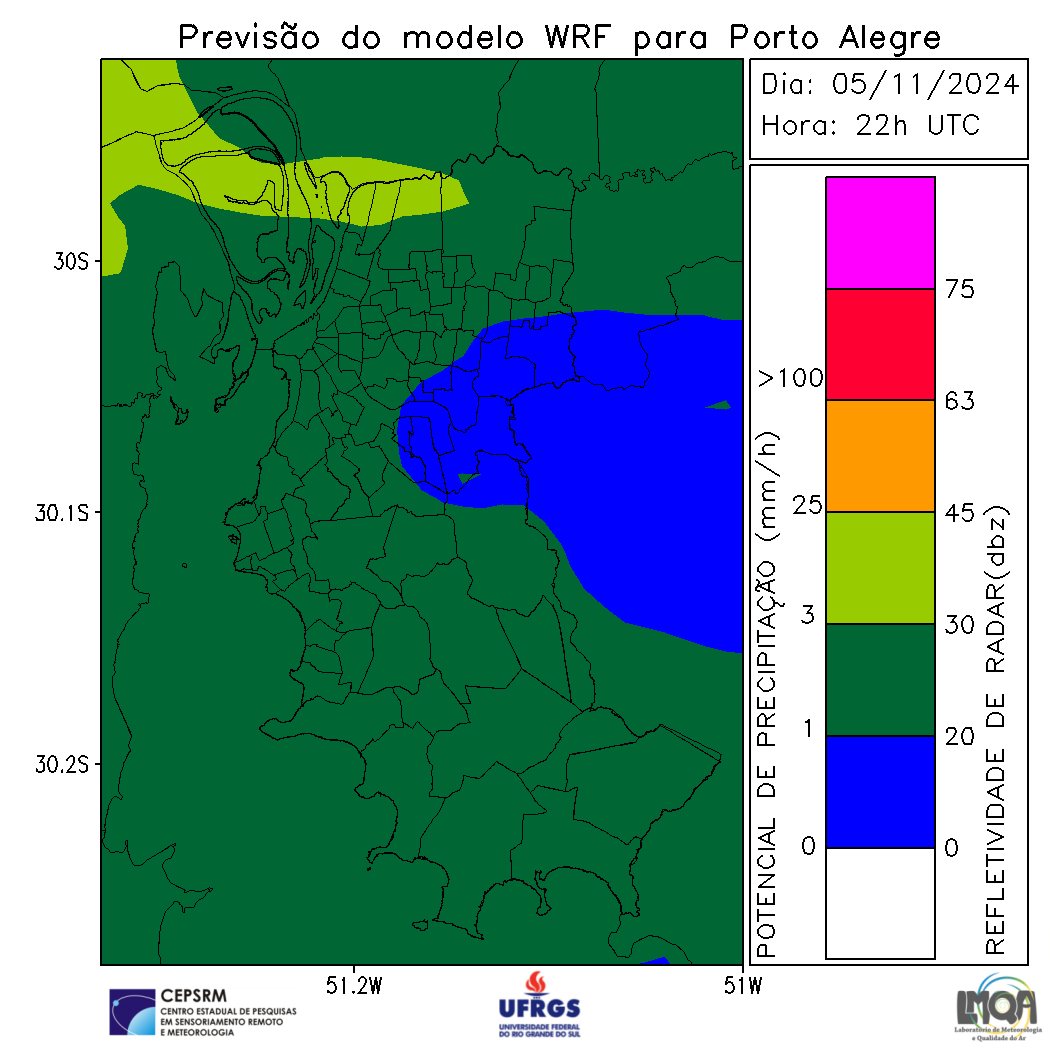 Previsão do modelo WRF para Porto Alegre
Dia: 05/11/2024
Hora: 22h UTC
30S
30.1S
30.2S
51.2W
51W
POTENCIAL DE PRECIPITAÇÃO (mm/h)
>100
25
3
1
0
75
63
45
30
20
0
REFLETIVIDADE DE RADAR(dbz)
CEPSRM
CENTRO ESTADUAL DE PESQUISAS
EM SENSORIAMENTO REMOTO
E METEOROLOGIA
UFRGS
UNIVERSIDADE FEDERAL
DO RIO GRANDE DO SUL
LMQA
Laboratório de Meteorologia
e Qualidade do Ar